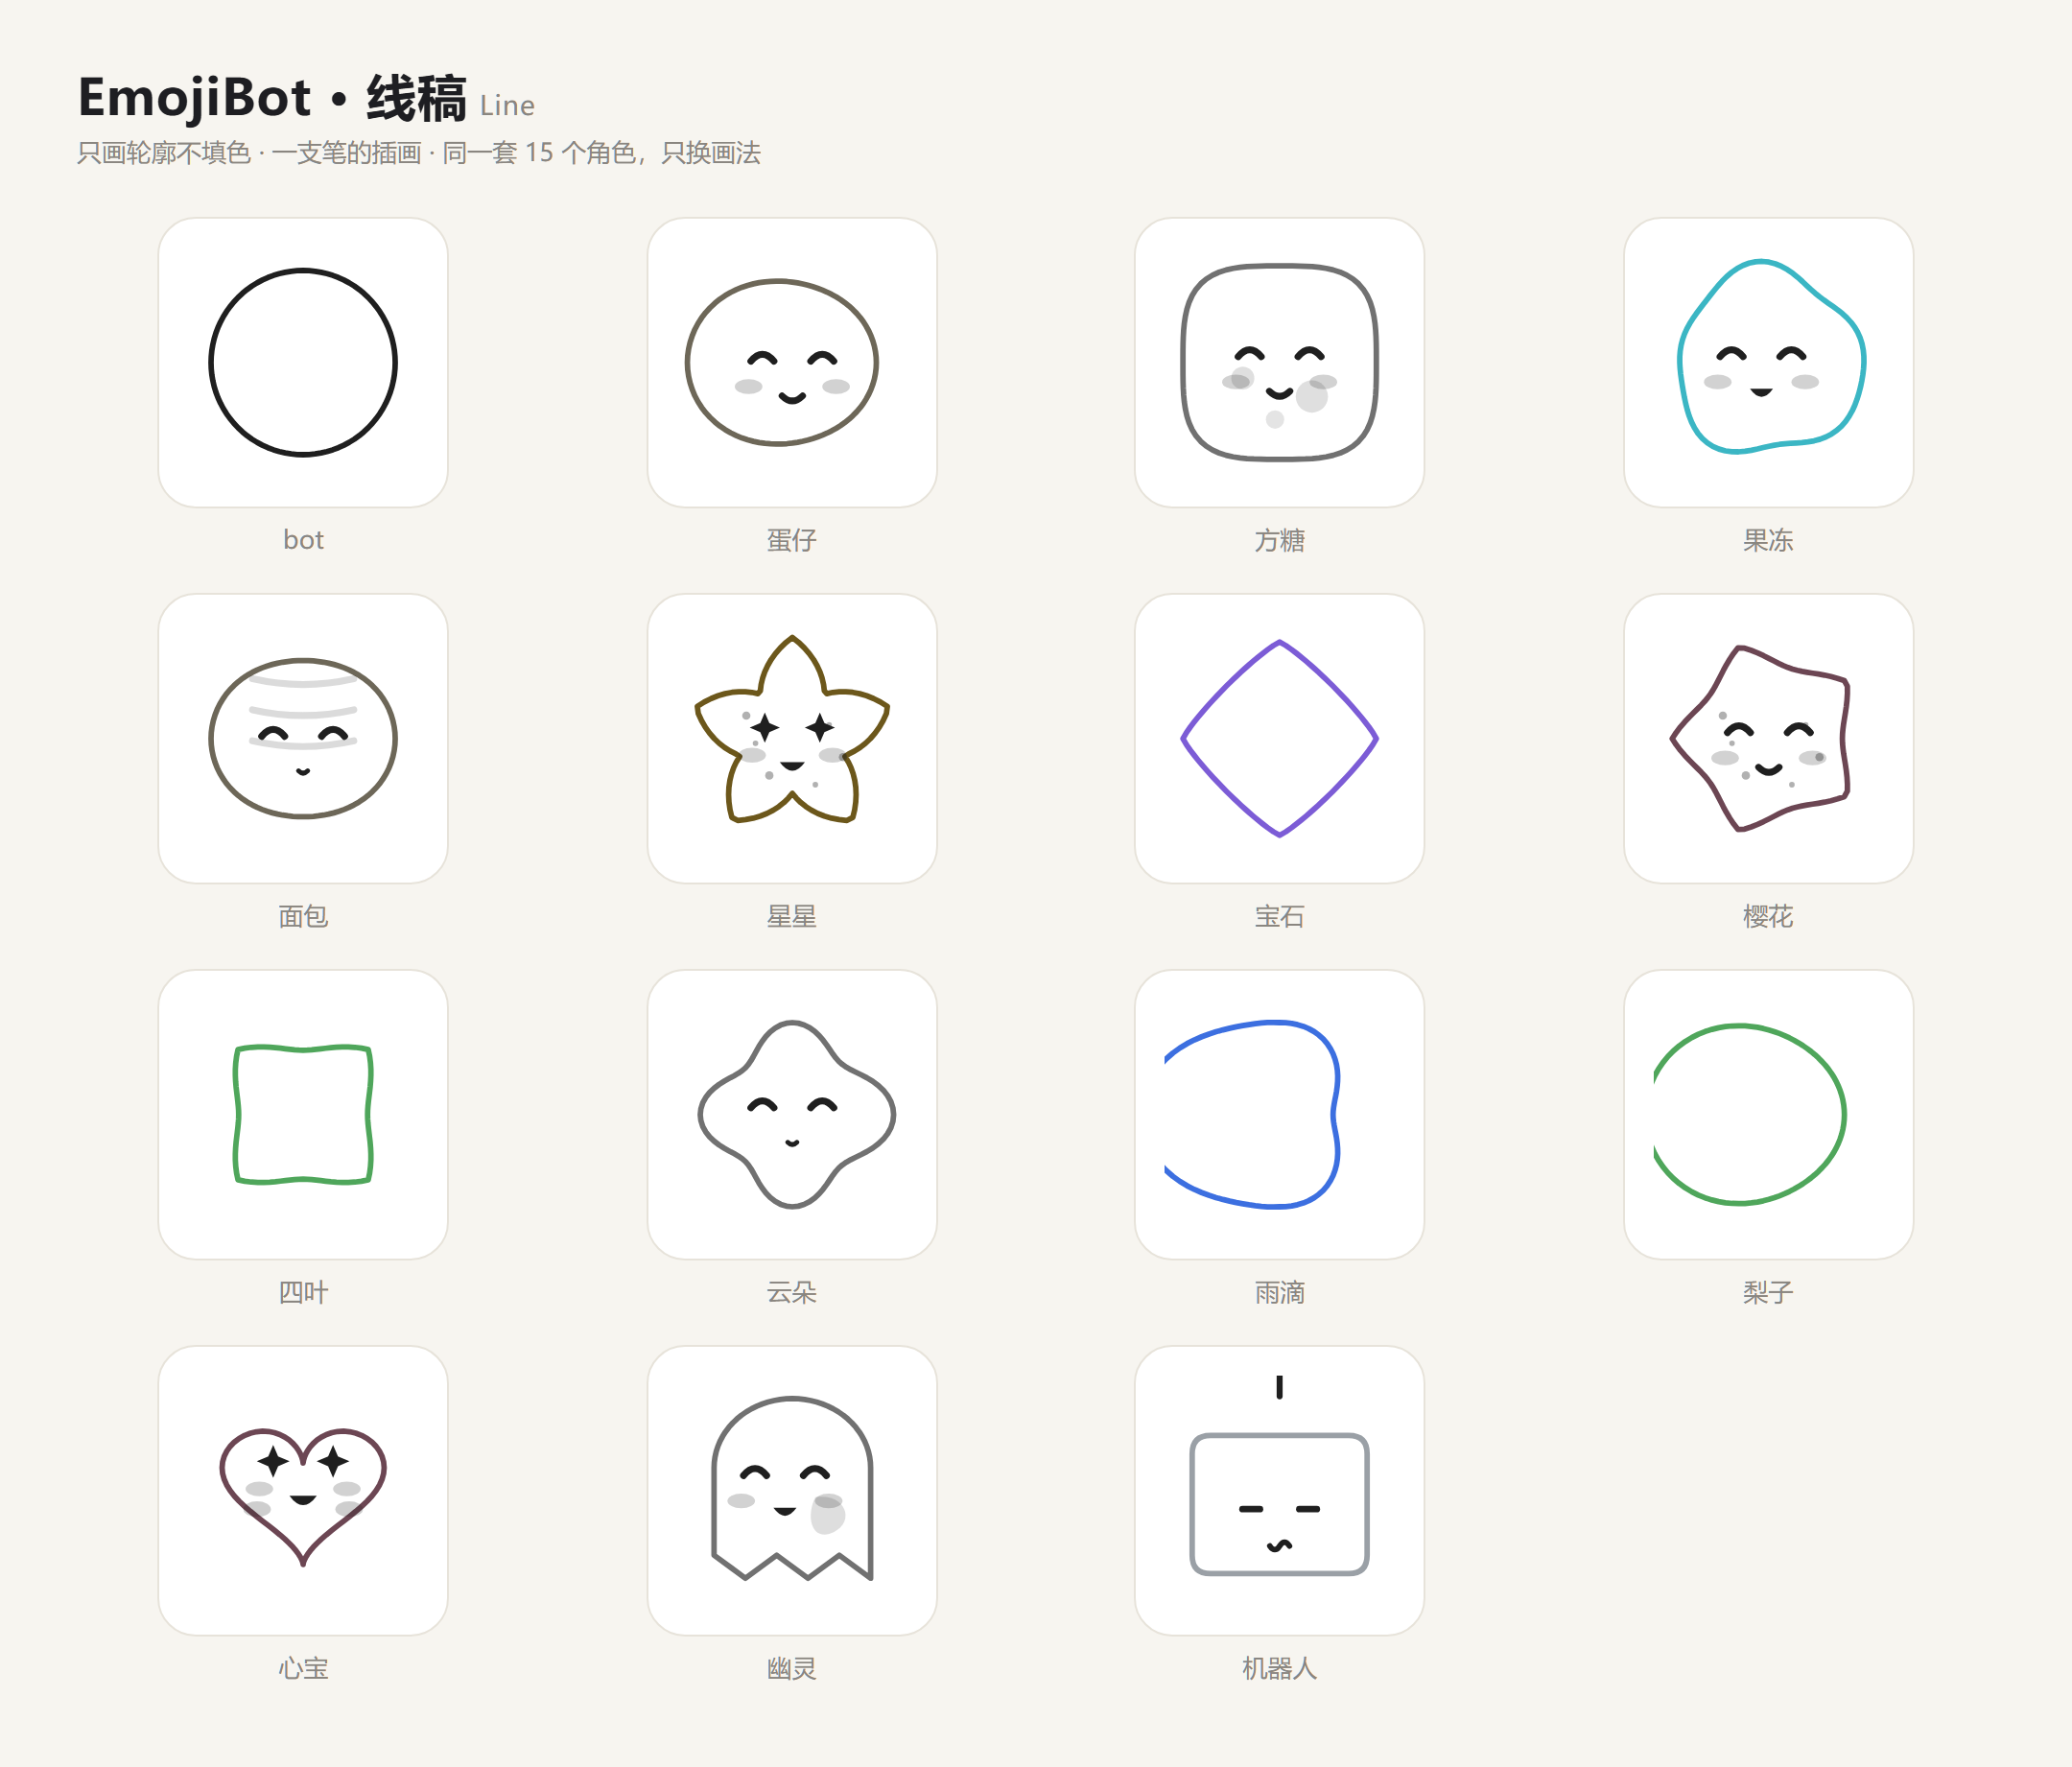 EmojiBot · 线稿 Line
只画轮廓不填色 · 一支笔的插画 · 同一套 15 个角色，只换画法
bot
蛋仔
方糖
果冻
面包
星星
宝石
樱花
四叶
云朵
雨滴
梨子
心宝
幽灵
机器人